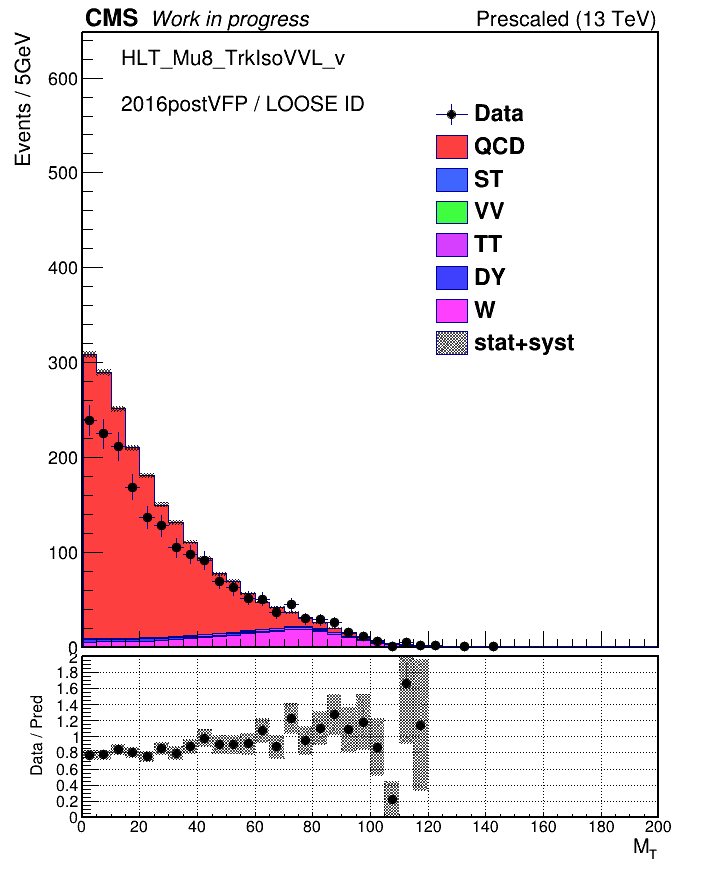 CMS Work in progress Prescaled (13 TeV)
HLT_Mu8_TrkIsoVVL_v
2016postVFP / LOOSE ID
Events / 5GeV
600
500
400
300
200
100
0
Data
QCD
ST
VV
TT
DY
W
stat+syst
Data / Pred
2
1.8
1.6
1.4
1.2
1
0.8
0.6
0.4
0.2
0
0 20 40 60 80 100 120 140 160 180 200
M_T